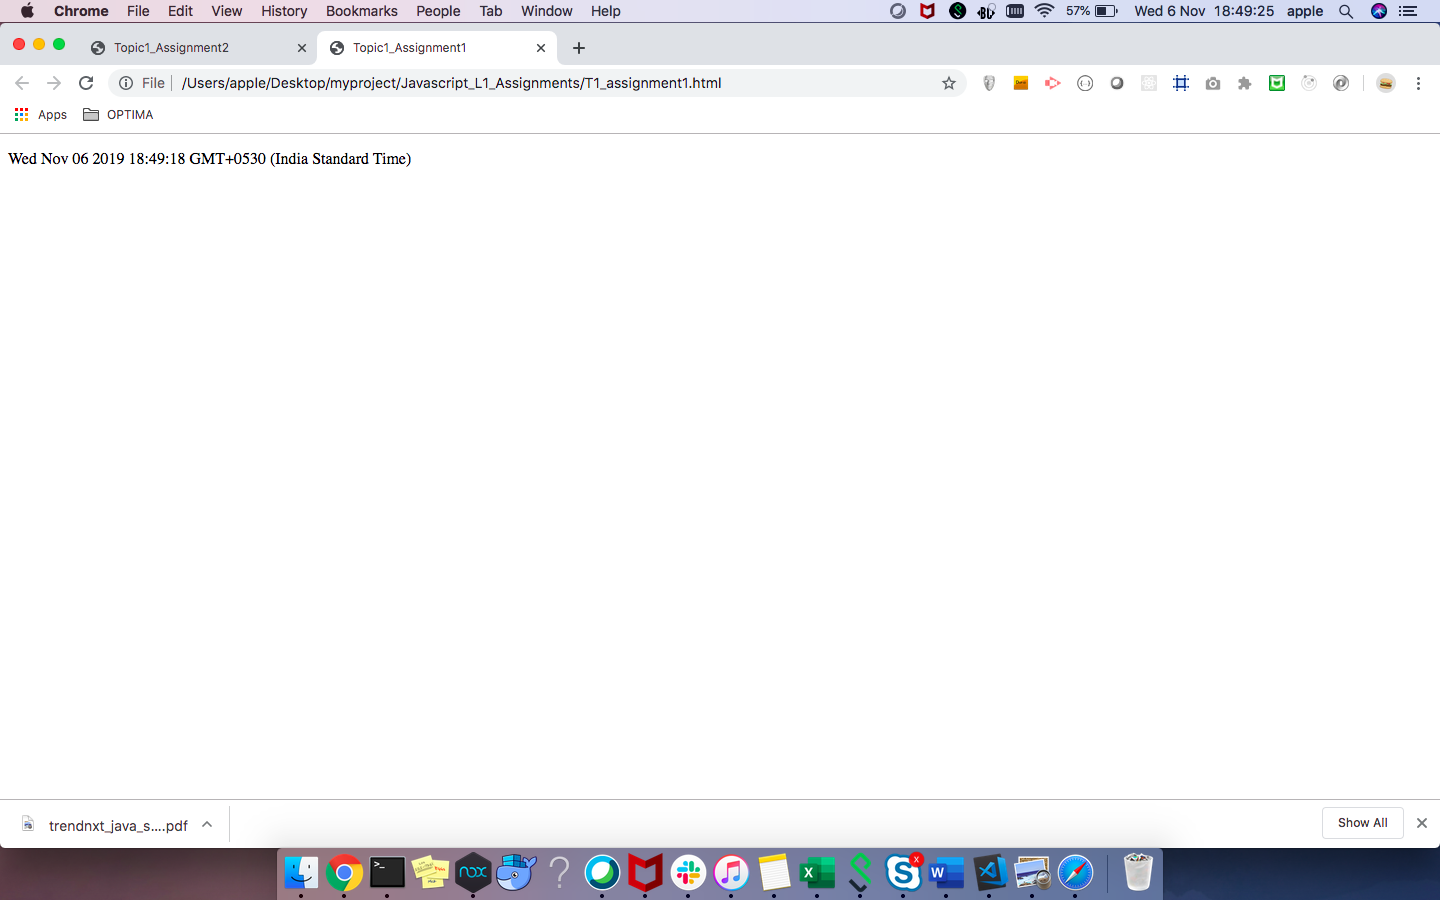 Chrome File Edit View History Bookmarks People Tab Window Help 57% Wed 6 Nov 18:49:25 apple
Topic1_Assignment2 Topic1_Assignment1
File /Users/apple/Desktop/myproject/Javascript_L1_Assignments/T1_assignment1.html
Apps OPTIMA
Wed Nov 06 2019 18:49:18 GMT+0530 (India Standard Time)
trendnxt_java_s....pdf Show All